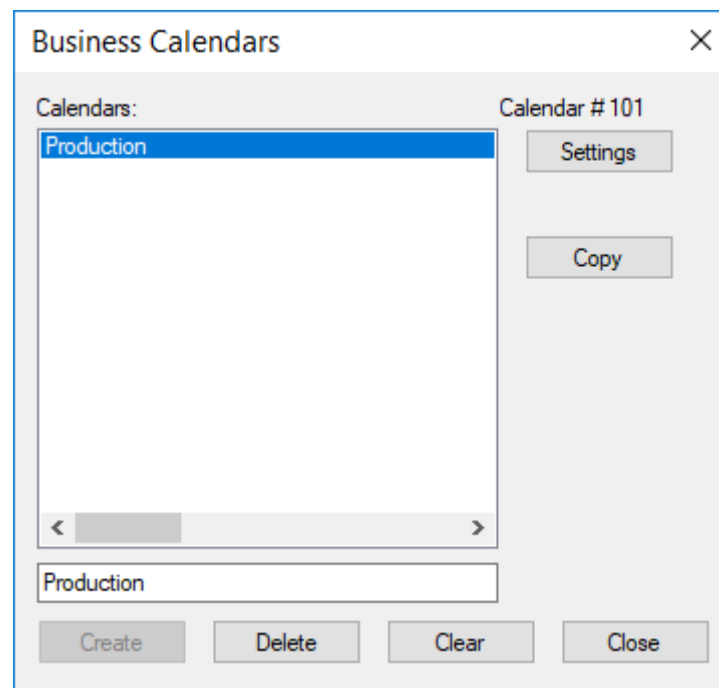 Business Calendars
Calendars:
Calendar # 101
Production
Settings
Copy
Production
Create
Delete
Clear
Close